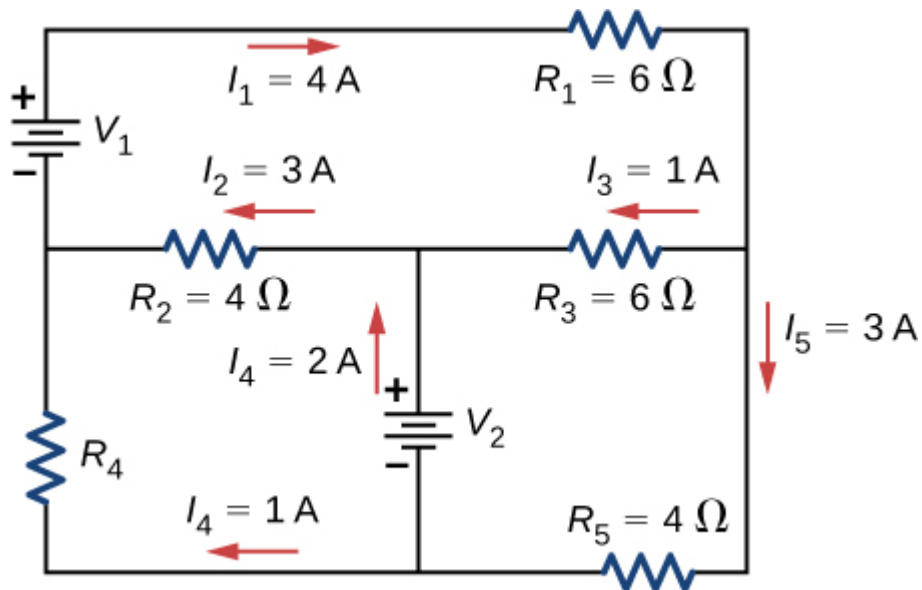 I₁ = 4 A
R₁ = 6 Ω
+
V₁
−
I₂ = 3 A
I₃ = 1 A
R₂ = 4 Ω
R₃ = 6 Ω
I₅ = 3 A
I₄ = 2 A
+
V₂
−
R₄
I₄ = 1 A
R₅ = 4 Ω